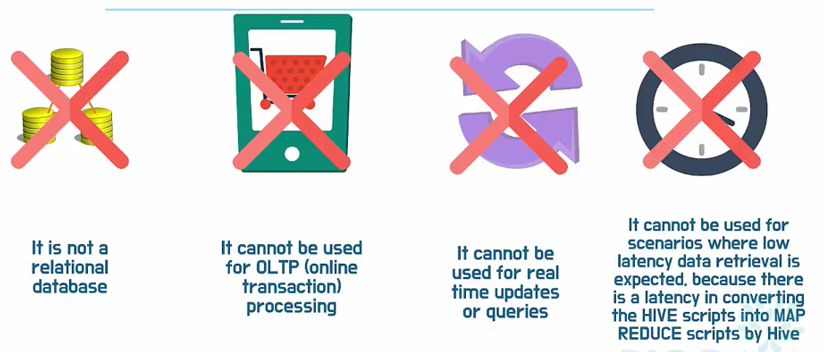 It is not a
relational
database
It cannot be used
for OLTP (online
transaction)
processing
It cannot be
used for real
time updates
or queries
It cannot be used for
scenarios where low
latency data retrieval is
expected, because there
is a latency in converting
the HIVE scripts into MAP
REDUCE scripts by Hive